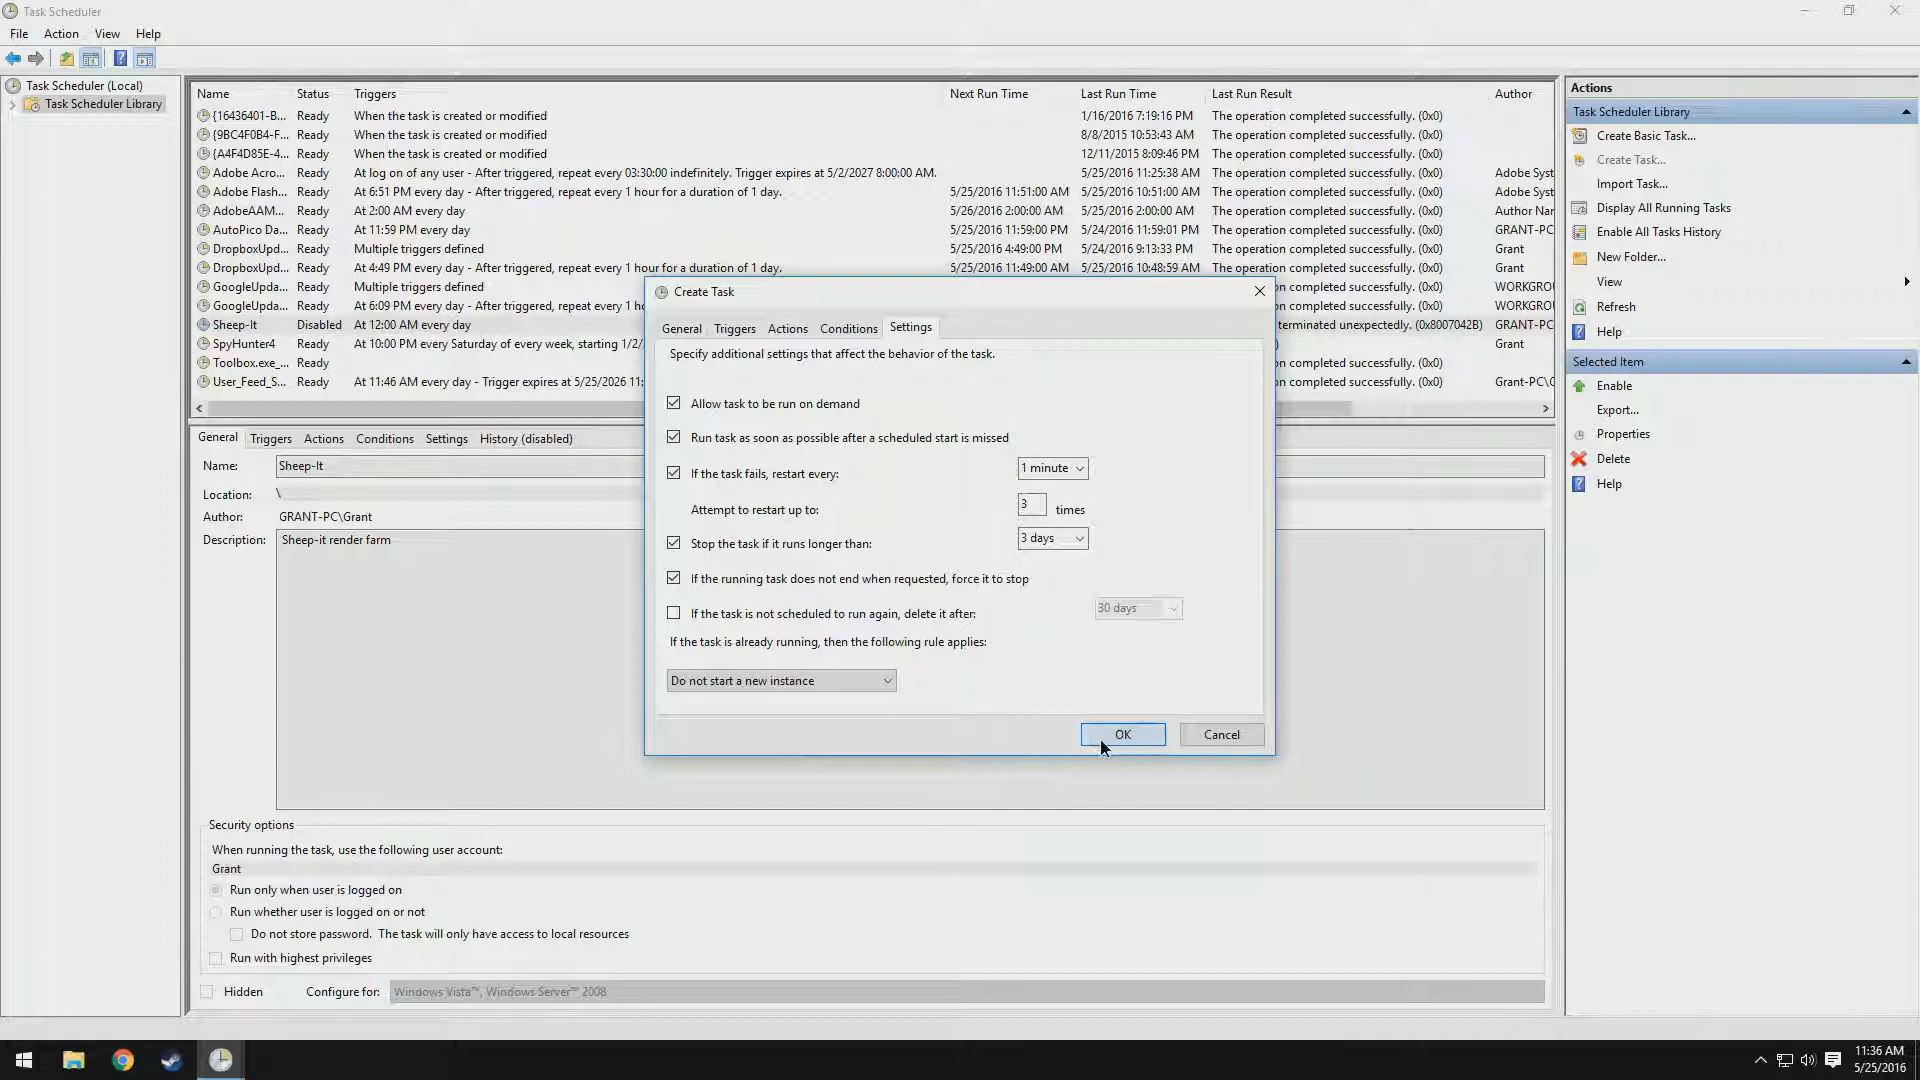 Task Scheduler
File Action View Help
Task Scheduler (Local)
Task Scheduler Library
Name Status Triggers Next Run Time Last Run Time Last Run Result Author
{16436401-B... Ready When the task is created or modified 1/16/2016 7:19:16 PM The operation completed successfully. (0x0)
{9BC4F0B4-F... Ready When the task is created or modified 8/8/2015 10:53:43 AM The operation completed successfully. (0x0)
{A4F4D85E-4... Ready When the task is created or modified 12/11/2015 8:09:46 PM The operation completed successfully. (0x0)
Adobe Acro... Ready At log on of any user - After triggered, repeat every 03:30:00 indefinitely. Trigger expires at 5/2/2027 8:00:00 AM. 5/25/2016 11:25:38 AM The operation completed successfully. (0x0) Adobe Syst
Adobe Flash... Ready At 6:51 PM every day - After triggered, repeat every 1 hour for a duration of 1 day. 5/25/2016 11:51:00 AM 5/25/2016 10:51:00 AM The operation completed successfully. (0x0) Adobe Syst
AdobeAAM... Ready At 2:00 AM every day 5/26/2016 2:00:00 AM 5/25/2016 2:00:00 AM The operation completed successfully. (0x0) Author Nar
AutoPico Da... Ready At 11:59 PM every day 5/25/2016 11:59:00 PM 5/24/2016 11:59:01 PM The operation completed successfully. (0x0) GRANT-PC
DropboxUpd... Ready Multiple triggers defined 5/25/2016 4:49:00 PM 5/24/2016 9:13:33 PM The operation completed successfully. (0x0) Grant
DropboxUpd... Ready At 4:49 PM every day - After triggered, repeat every 1 hour for a duration of 1 day. 5/25/2016 11:49:00 AM 5/25/2016 10:48:59 AM The operation completed successfully. (0x0) Grant
GoogleUpda... Ready Multiple triggers defined WORKGROU
GoogleUpda... Ready At 6:09 PM every day - After triggered, repeat every 1 ho WORKGROU
Sheep-It Disabled At 12:00 AM every day terminated unexpectedly. (0x8007042B) GRANT-PC
SpyHunter4 Ready At 10:00 PM every Saturday of every week, starting 1/2/ ) Grant
Toolbox.exe_... Ready on completed successfully. (0x0)
User_Feed_S... Ready At 11:46 AM every day - Trigger expires at 5/25/2026 11: on completed successfully. (0x0) Grant-PC\G
Create Task
General Triggers Actions Conditions Settings
Specify additional settings that affect the behavior of the task.
Allow task to be run on demand
Run task as soon as possible after a scheduled start is missed
If the task fails, restart every: 1 minute
Attempt to restart up to: 3 times
Stop the task if it runs longer than: 3 days
If the running task does not end when requested, force it to stop
If the task is not scheduled to run again, delete it after: 30 days
If the task is already running, then the following rule applies:
Do not start a new instance
OK Cancel
General Triggers Actions Conditions Settings History (disabled)
Name: Sheep-It
Location: \
Author: GRANT-PC\Grant
Description: Sheep-it render farm
Security options
When running the task, use the following user account:
Grant
Run only when user is logged on
Run whether user is logged on or not
Do not store password. The task will only have access to local resources
Run with highest privileges
Hidden Configure for: Windows Vista™, Windows Server™ 2008
Actions
Task Scheduler Library
Create Basic Task...
Create Task...
Import Task...
Display All Running Tasks
Enable All Tasks History
New Folder...
View
Refresh
Help
Selected Item
Enable
Export...
Properties
Delete
Help
11:36 AM
5/25/2016